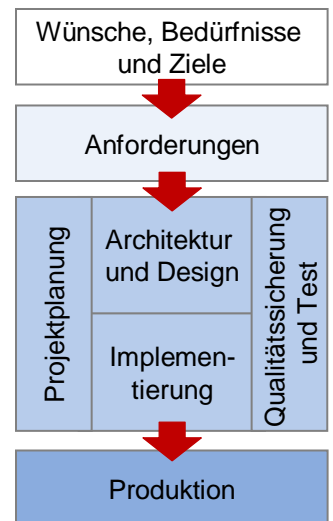 Wünsche, Bedürfnisse
und Ziele
Anforderungen
Projektplanung
Architektur
und Design
Implemen-
tierung
Qualitätssicherung
und Test
Produktion